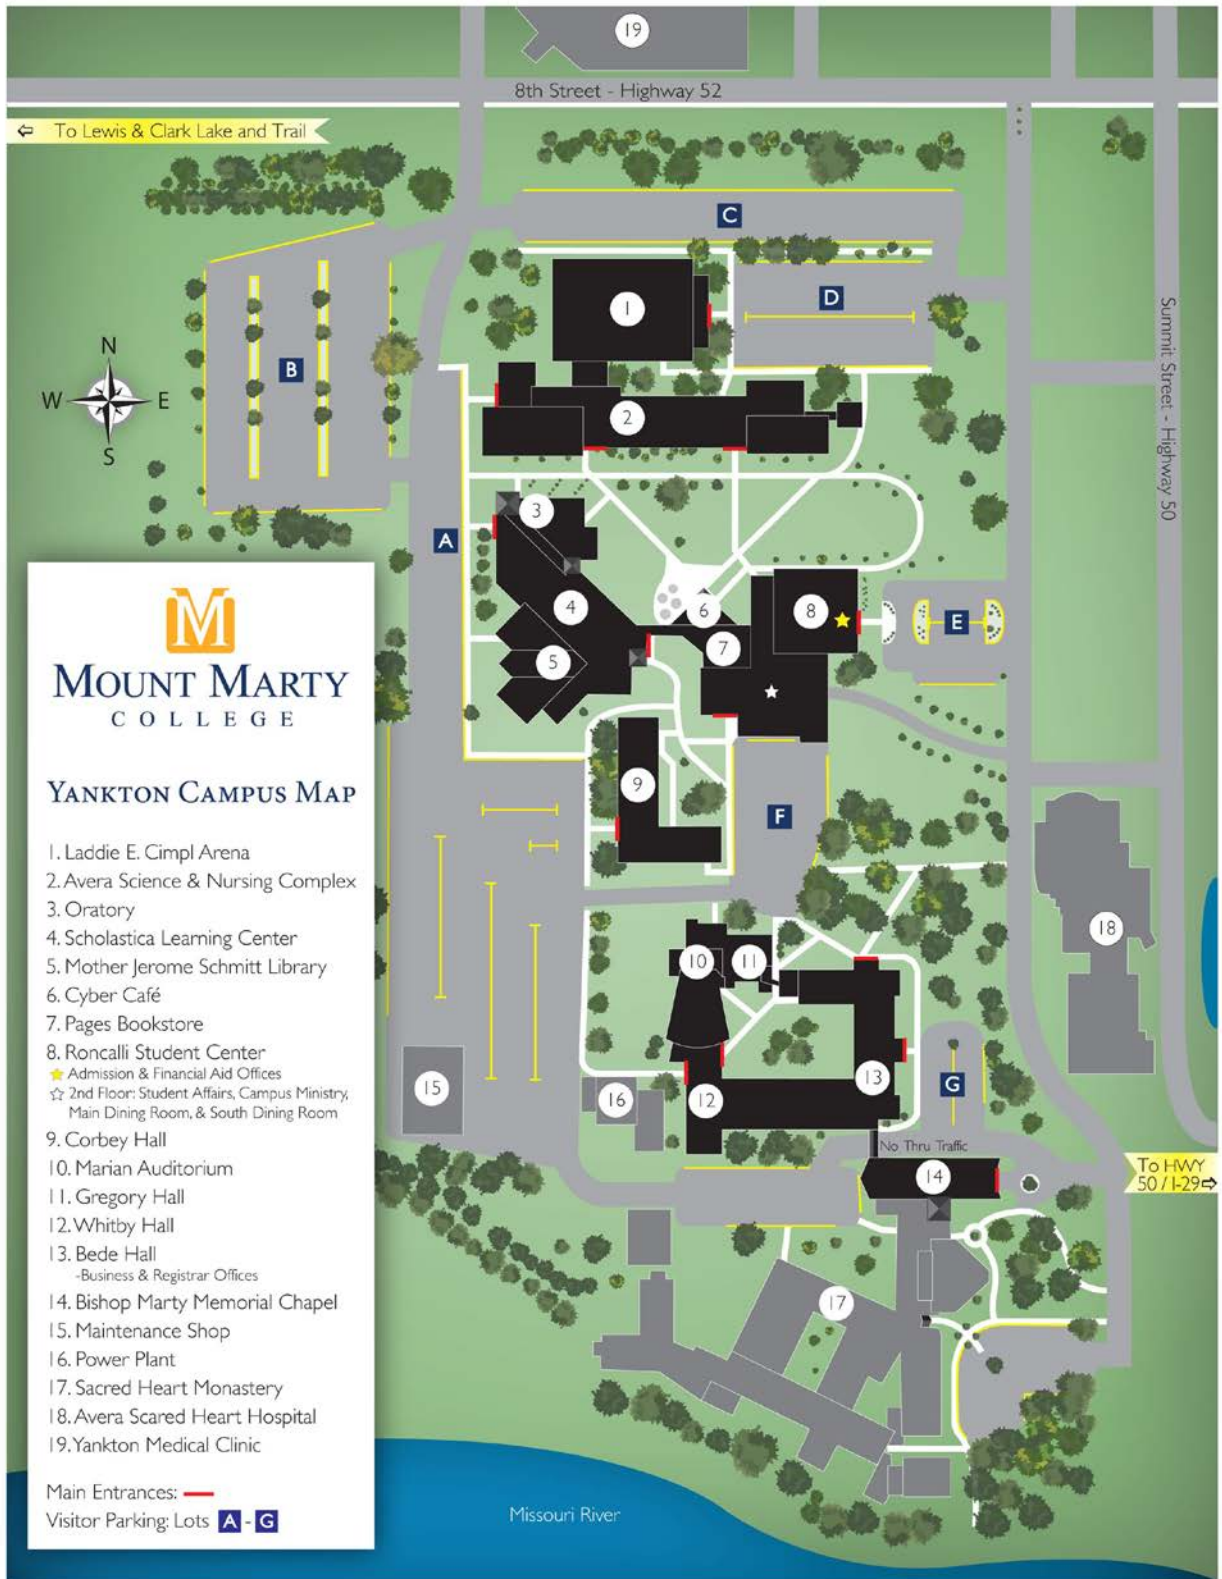 19
8th Street - Highway 52
⇦ To Lewis & Clark Lake and Trail
C
1
D
B
N
W E
S
2
Summit Street - Highway 50
3
A
4
6
8
E
7
5
M
MOUNT MARTY
COLLEGE
YANKTON CAMPUS MAP
1. Laddie E. Cimpl Arena
2. Avera Science & Nursing Complex
3. Oratory
4. Scholastica Learning Center
5. Mother Jerome Schmitt Library
6. Cyber Café
7. Pages Bookstore
8. Roncalli Student Center
Admission & Financial Aid Offices
2nd Floor: Student Affairs, Campus Ministry,
Main Dining Room, & South Dining Room
9. Corbey Hall
10. Marian Auditorium
11. Gregory Hall
12. Whitby Hall
13. Bede Hall
-Business & Registrar Offices
14. Bishop Marty Memorial Chapel
15. Maintenance Shop
16. Power Plant
17. Sacred Heart Monastery
18. Avera Scared Heart Hospital
19. Yankton Medical Clinic
Main Entrances:
Visitor Parking: Lots A - G
9
F
18
10
11
13
G
15
16
12
No Thru Traffic
14
To HWY
50 / I-29⇨
17
Missouri River